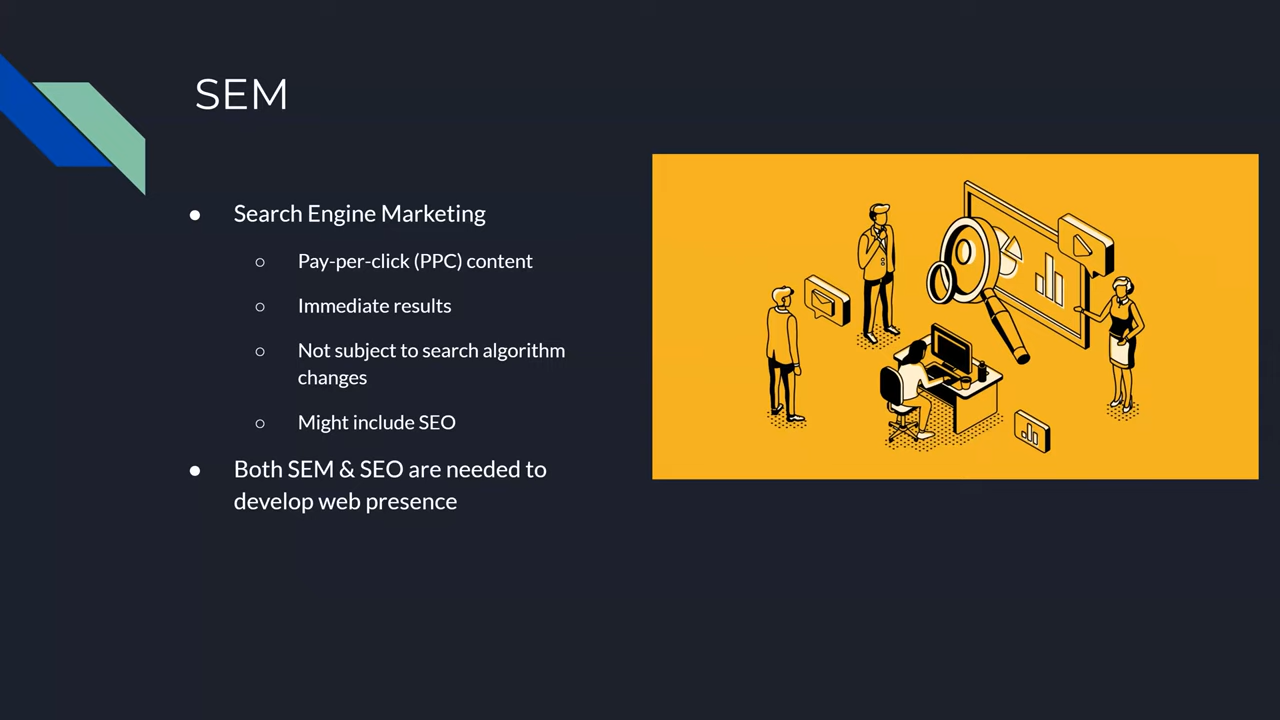 SEM
● Search Engine Marketing
○ Pay-per-click (PPC) content
○ Immediate results
○ Not subject to search algorithm
changes
○ Might include SEO
● Both SEM & SEO are needed to
develop web presence